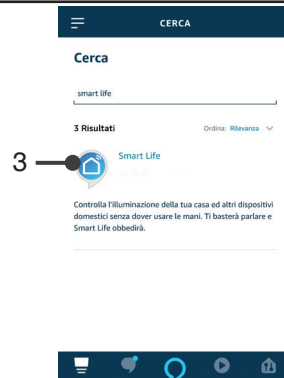 CERCA
Cerca
smart life
3 Risultati Ordina: Rilevanza
3 Smart Life
Controlla l'illuminazione della tua casa ed altri dispositivi
domestici senza dover usare le mani. Ti basterà parlare e
Smart Life obbedirà.